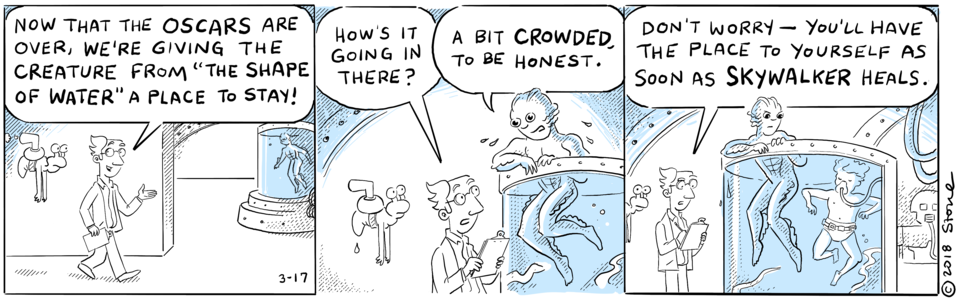 NOW THAT THE OSCARS ARE
OVER, WE'RE GIVING THE
CREATURE FROM "THE SHAPE
OF WATER" A PLACE TO STAY!
3-17
HOW'S IT
GOING IN
THERE?
A BIT CROWDED,
TO BE HONEST.
DON'T WORRY — YOU'LL HAVE
THE PLACE TO YOURSELF AS
SOON AS SKYWALKER HEALS.
© 2018 Stone